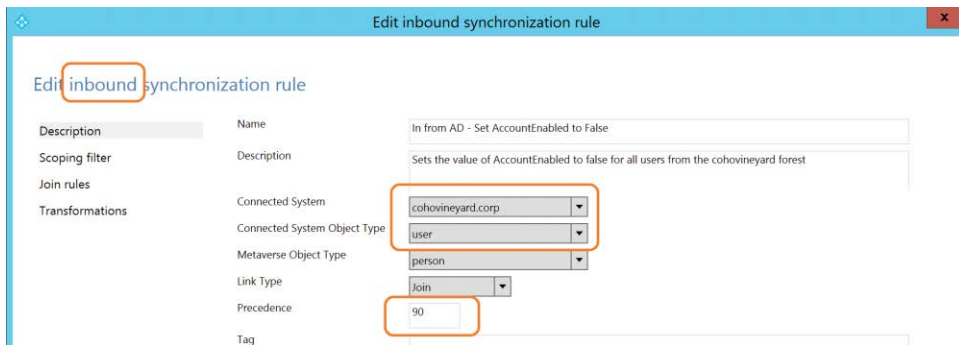 Edit inbound synchronization rule
x
Edit inbound synchronization rule
Description
Scoping filter
Join rules
Transformations
Name
In from AD - Set AccountEnabled to False
Description
Sets the value of AccountEnabled to false for all users from the cohovineyard forest
Connected System
cohovineyard.corp
Connected System Object Type
user
Metaverse Object Type
person
Link Type
Join
Precedence
90
Tag